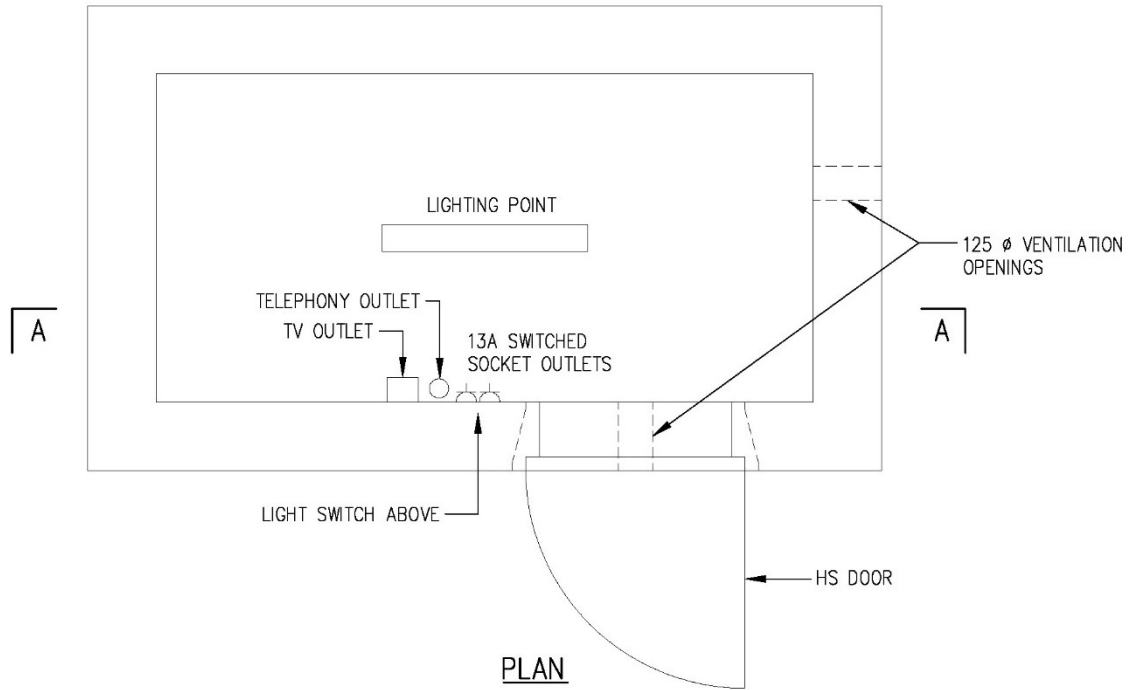 LIGHTING POINT
125 ø VENTILATION
OPENINGS
TELEPHONY OUTLET
A
TV OUTLET
13A SWITCHED
SOCKET OUTLETS
A
LIGHT SWITCH ABOVE
HS DOOR
PLAN